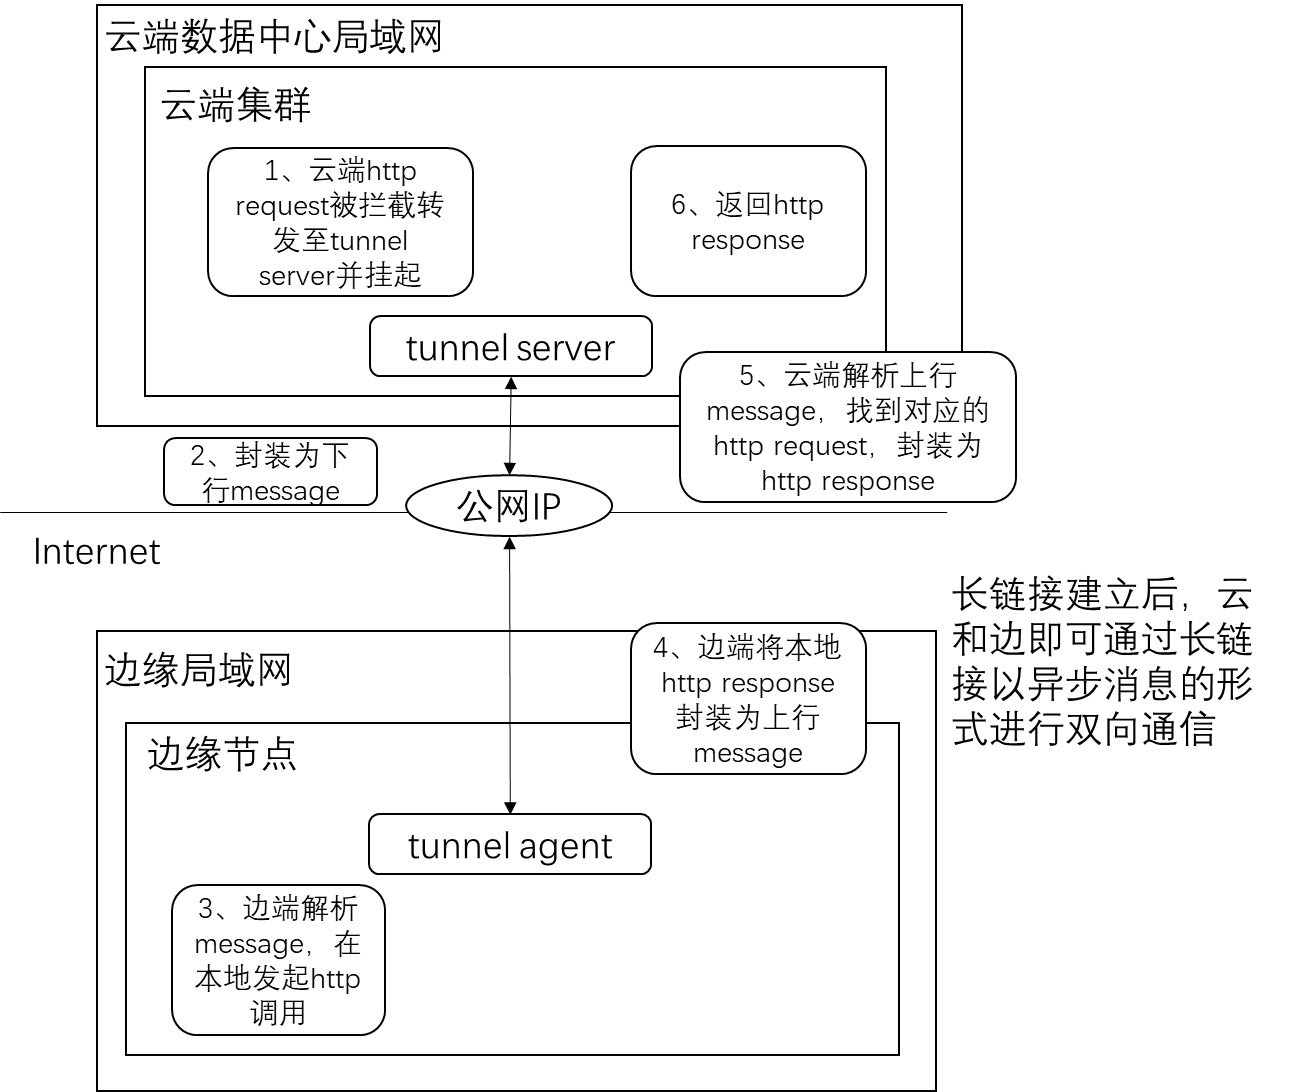 云端数据中心局域网
云端集群
1、云端http
request被拦截转
发至tunnel
server并挂起
6、返回http
response
tunnel server
5、云端解析上行
message，找到对应的
http request，封装为
http response
2、封装为下
行message
公网IP
Internet
长链接建立后，云
和边即可通过长链
接以异步消息的形
式进行双向通信
边缘局域网
4、边端将本地
http response
封装为上行
message
边缘节点
tunnel agent
3、边端解析
message，在
本地发起http
调用